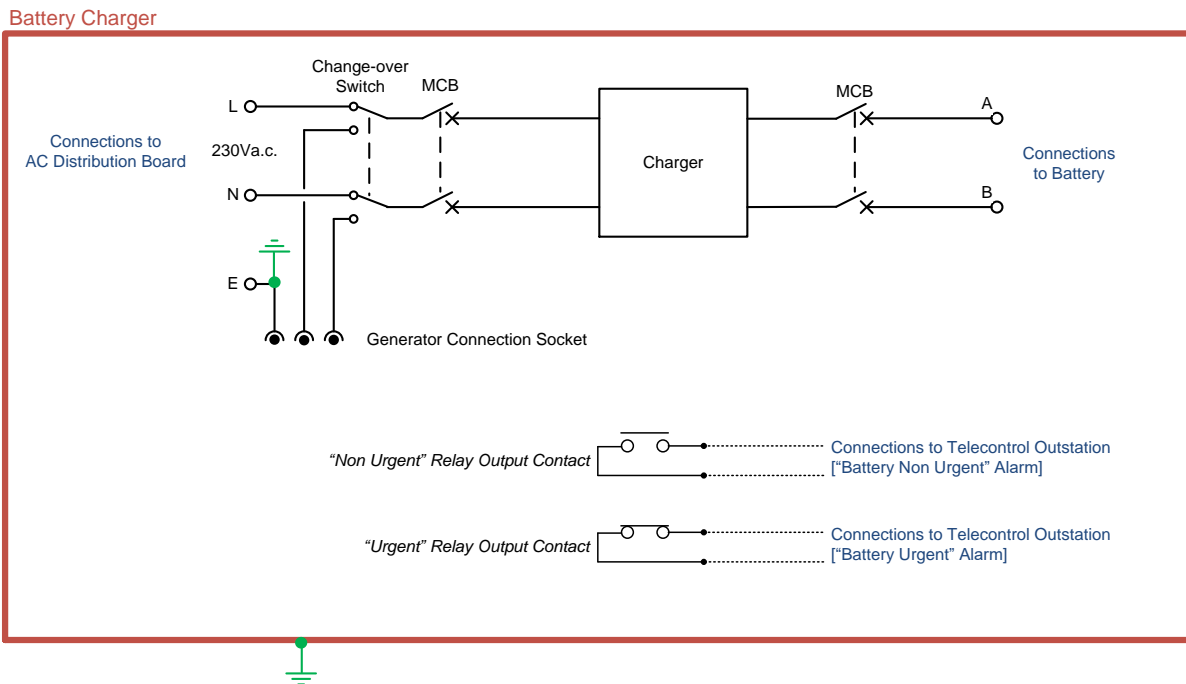 Battery Charger
Change-over
Switch
MCB
MCB
L
A
Connections to
AC Distribution Board
230Va.c.
Charger
Connections
to Battery
N
B
E
Generator Connection Socket
“Non Urgent” Relay Output Contact
Connections to Telecontrol Outstation
[“Battery Non Urgent” Alarm]
“Urgent” Relay Output Contact
Connections to Telecontrol Outstation
[“Battery Urgent” Alarm]